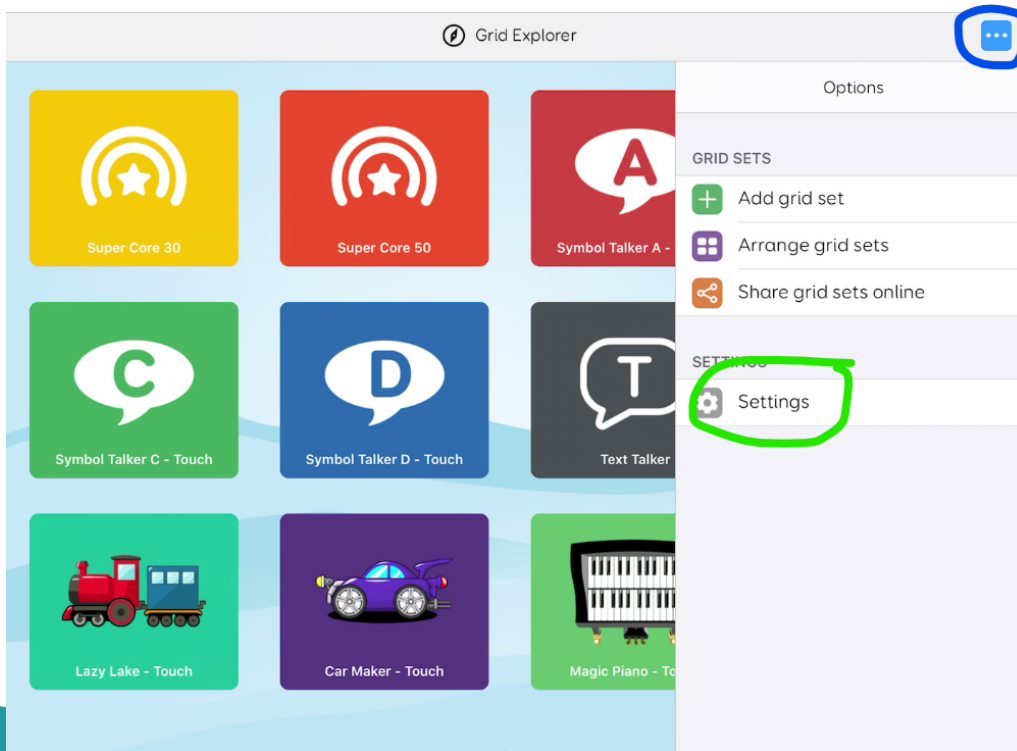 Grid Explorer
Options
GRID SETS
Add grid set
Arrange grid sets
Share grid sets online
SETTINGS
Settings
Super Core 30
Super Core 50
A
Symbol Talker A -
C
Symbol Talker C - Touch
D
Symbol Talker D - Touch
T
Text Talker
Lazy Lake - Touch
Car Maker - Touch
Magic Piano - To